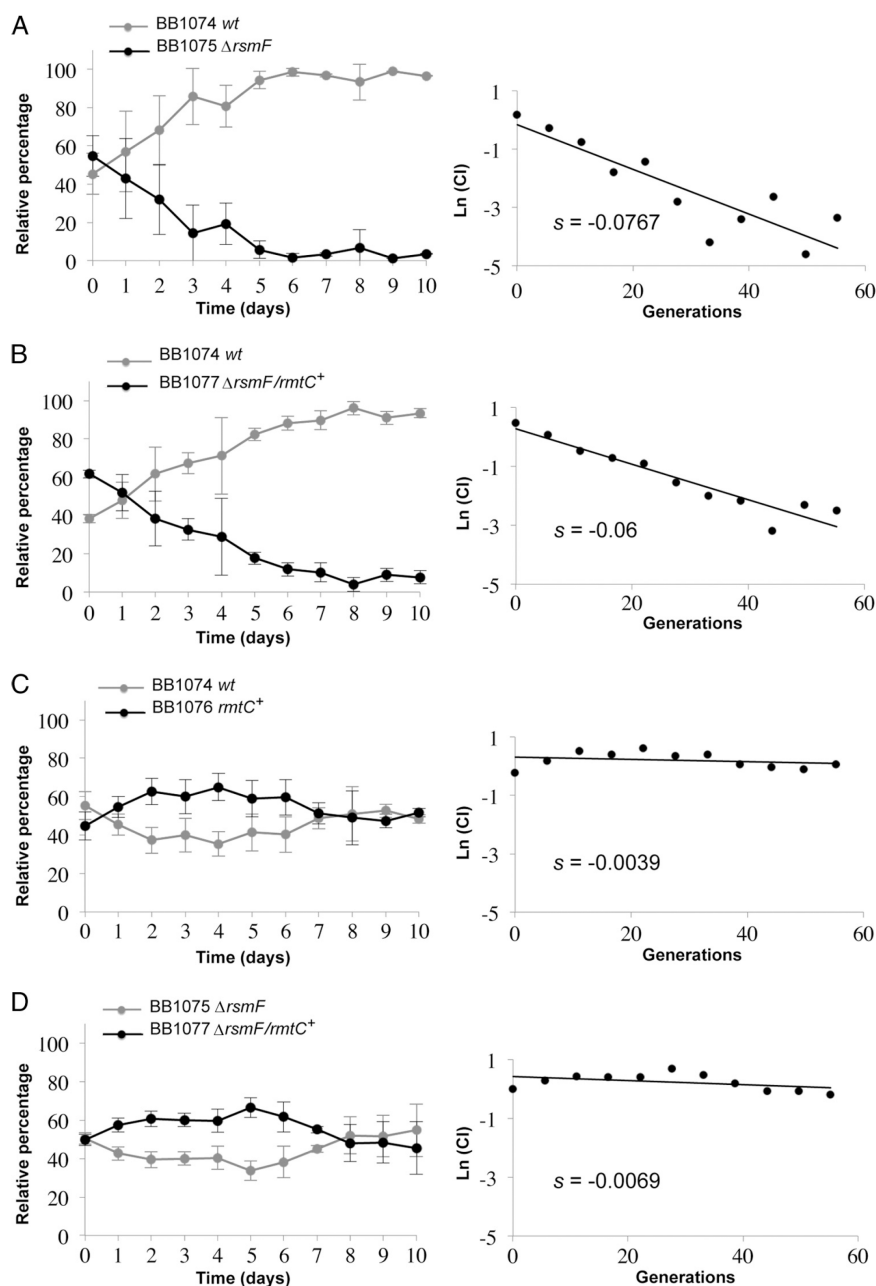 A
BB1074 wt
BB1075 ΔrsmF
Relative percentage
100
80
60
40
20
0
0 1 2 3 4 5 6 7 8 9 10
Time (days)
Ln (CI)
1
-1
-3
-5
s = -0.0767
0 20 40 60
Generations
B
BB1074 wt
BB1077 ΔrsmF/rmtC+
Relative percentage
100
80
60
40
20
0
0 1 2 3 4 5 6 7 8 9 10
Time (days)
Ln (CI)
1
-1
-3
-5
s = -0.06
0 20 40 60
Generations
C
BB1074 wt
BB1076 rmtC+
Relative percentage
100
80
60
40
20
0
0 1 2 3 4 5 6 7 8 9 10
Time (days)
Ln (CI)
1
-1
-3
-5
s = -0.0039
0 20 40 60
Generations
D
BB1075 ΔrsmF
BB1077 ΔrsmF/rmtC+
Relative percentage
100
80
60
40
20
0
0 1 2 3 4 5 6 7 8 9 10
Time (days)
Ln (CI)
1
-1
-3
-5
s = -0.0069
0 20 40 60
Generations